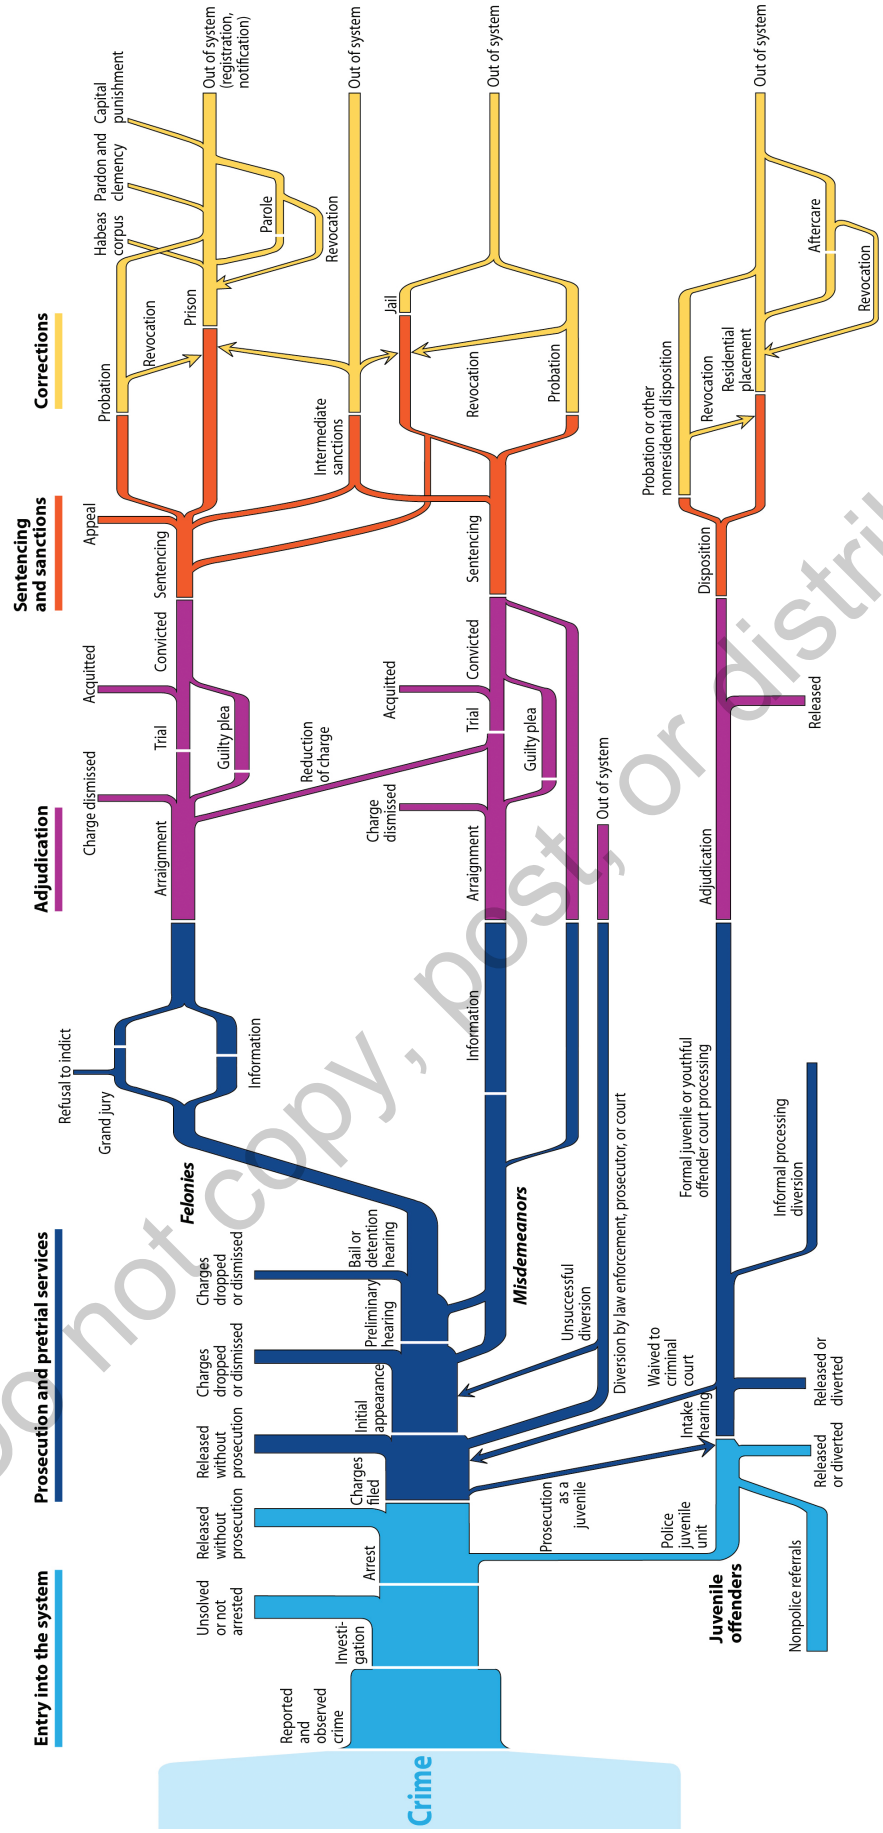 Entry into the system
Prosecution and pretrial services
Adjudication
Sentencing
and sanctions
Corrections
Crime
Reported
and
observed
crime
Investi-
gation
Unsolved
or not
arrested
Arrest
Released
without
prosecution
Charges
filed
Released
without
prosecution
Initial
appearance
Charges
dropped
or dismissed
Preliminary
hearing
Charges
dropped
or dismissed
Bail or
detention
hearing
Felonies
Grand jury
Refusal to indict
Information
Arraignment
Charge dismissed
Trial
Acquitted
Guilty plea
Convicted
Reduction
of charge
Sentencing
Appeal
Probation
Revocation
Prison
Habeas
corpus
Pardon and
clemency
Capital
punishment
Parole
Revocation
Out of system
(registration,
notification)
Intermediate
sanctions
Out of system
Misdemeanors
Information
Arraignment
Charge
dismissed
Trial
Acquitted
Guilty plea
Convicted
Sentencing
Jail
Revocation
Probation
Out of system
Unsuccessful
diversion
Diversion by law enforcement, prosecutor, or court
Out of system
Prosecution
as a
juvenile
Waived to
criminal
court
Police
juvenile
unit
Juvenile
offenders
Nonpolice referrals
Released
or diverted
Intake
hearing
Released or
diverted
Formal juvenile or youthful
offender court processing
Informal processing
diversion
Adjudication
Released
Disposition
Probation or other
nonresidential disposition
Revocation
Residential
placement
Aftercare
Revocation
Out of system
Do not copy, post, or distrib